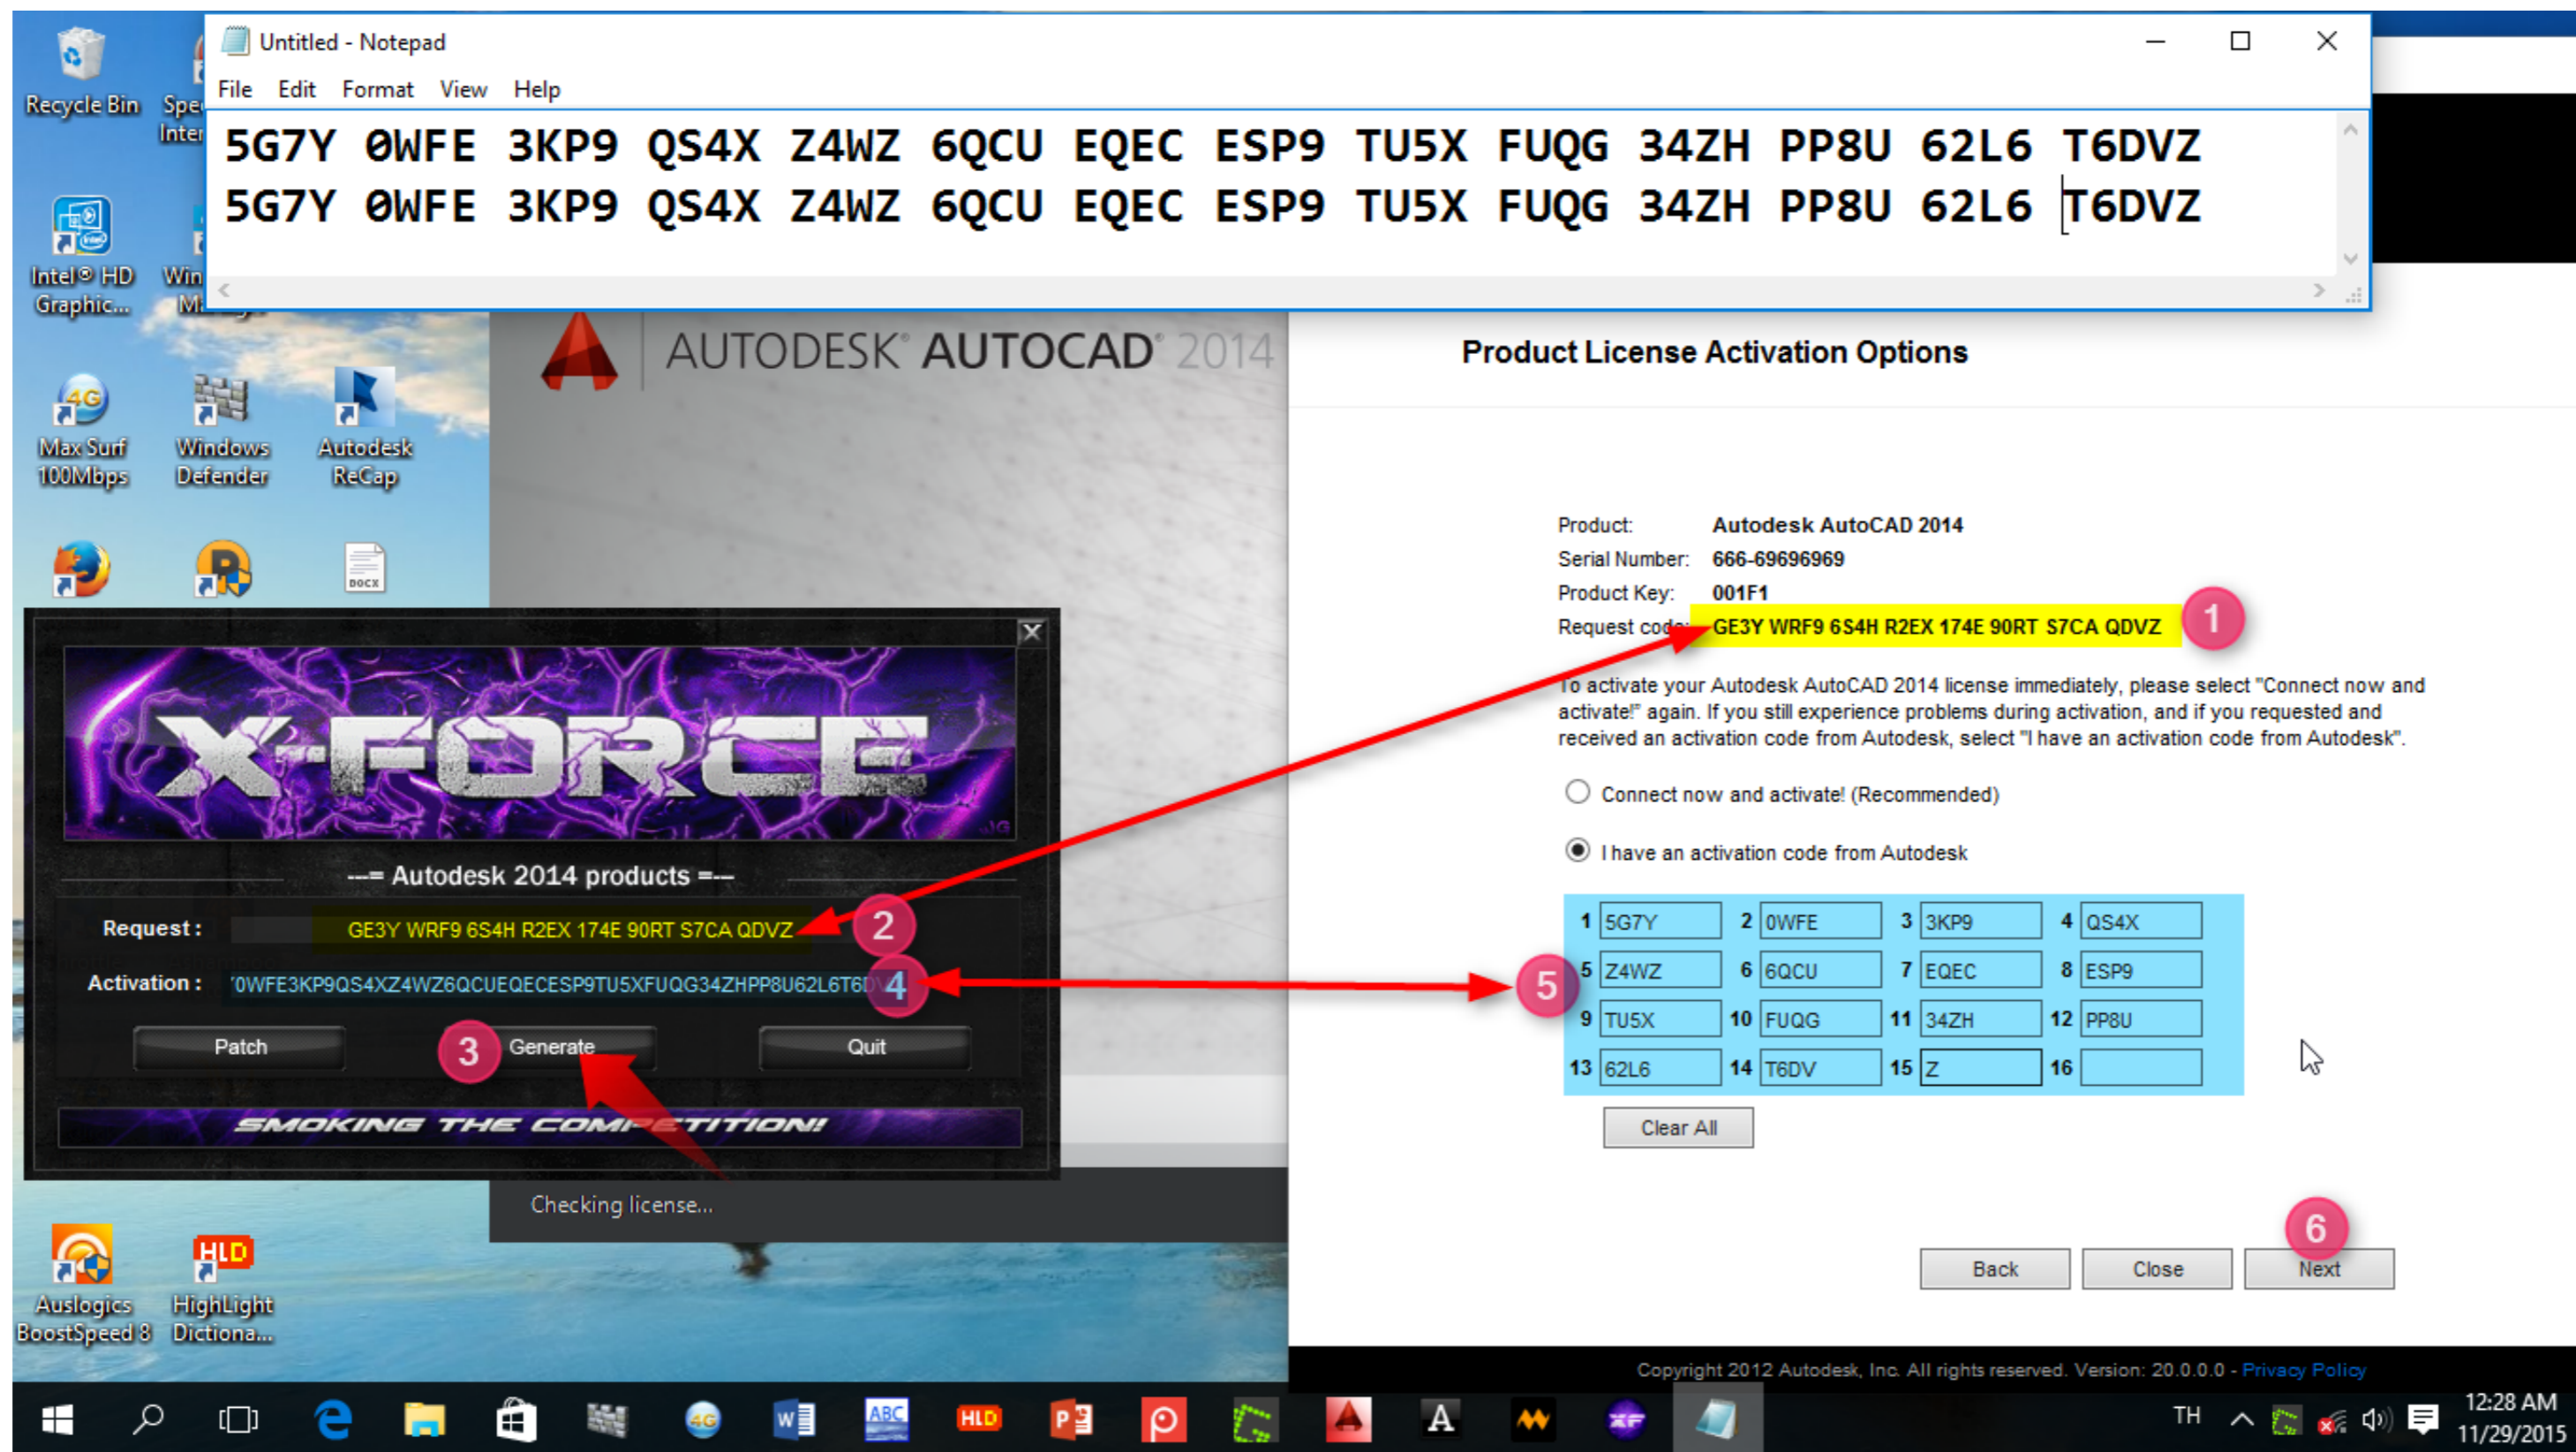 Untitled - Notepad
File Edit Format View Help
5G7Y 0WFE 3KP9 QS4X Z4WZ 6QCU EQEC ESP9 TU5X FUQG 34ZH PP8U 62L6 T6DVZ
5G7Y 0WFE 3KP9 QS4X Z4WZ 6QCU EQEC ESP9 TU5X FUQG 34ZH PP8U 62L6 T6DVZ
Recycle Bin
Intel® HD
Graphic...
4G
Max Surf
100Mbps
Windows
Defender
Autodesk
ReCap
DOCX
AUTODESK® AUTOCAD® 2014
Product License Activation Options
Product: Autodesk AutoCAD 2014
Serial Number: 666-69696969
Product Key: 001F1
Request code: GE3Y WRF9 6S4H R2EX 174E 90RT S7CA QDVZ
1
To activate your Autodesk AutoCAD 2014 license immediately, please select "Connect now and
activate!" again. If you still experience problems during activation, and if you requested and
received an activation code from Autodesk, select "I have an activation code from Autodesk".
Connect now and activate! (Recommended)
I have an activation code from Autodesk
5
1 5G7Y 2 0WFE 3 3KP9 4 QS4X
5 Z4WZ 6 6QCU 7 EQEC 8 ESP9
9 TU5X 10 FUQG 11 34ZH 12 PP8U
13 62L6 14 T6DV 15 Z 16
Clear All
6
Back Close Next
Copyright 2012 Autodesk, Inc. All rights reserved. Version: 20.0.0.0 - Privacy Policy
X
X-FORCE
JG
---= Autodesk 2014 products =---
Request : GE3Y WRF9 6S4H R2EX 174E 90RT S7CA QDVZ 2
Activation : 0WFE3KP9QS4XZ4WZ6QCUEQECESP9TU5XFUQG34ZHPP8U62L6T6DV 4
Patch 3 Generate Quit
SMOKING THE COMPETITION!
Checking license...
Auslogics
BoostSpeed 8
HLD
HighLight
Dictiona...
4G ABC HLD A XF
TH
12:28 AM
11/29/2015